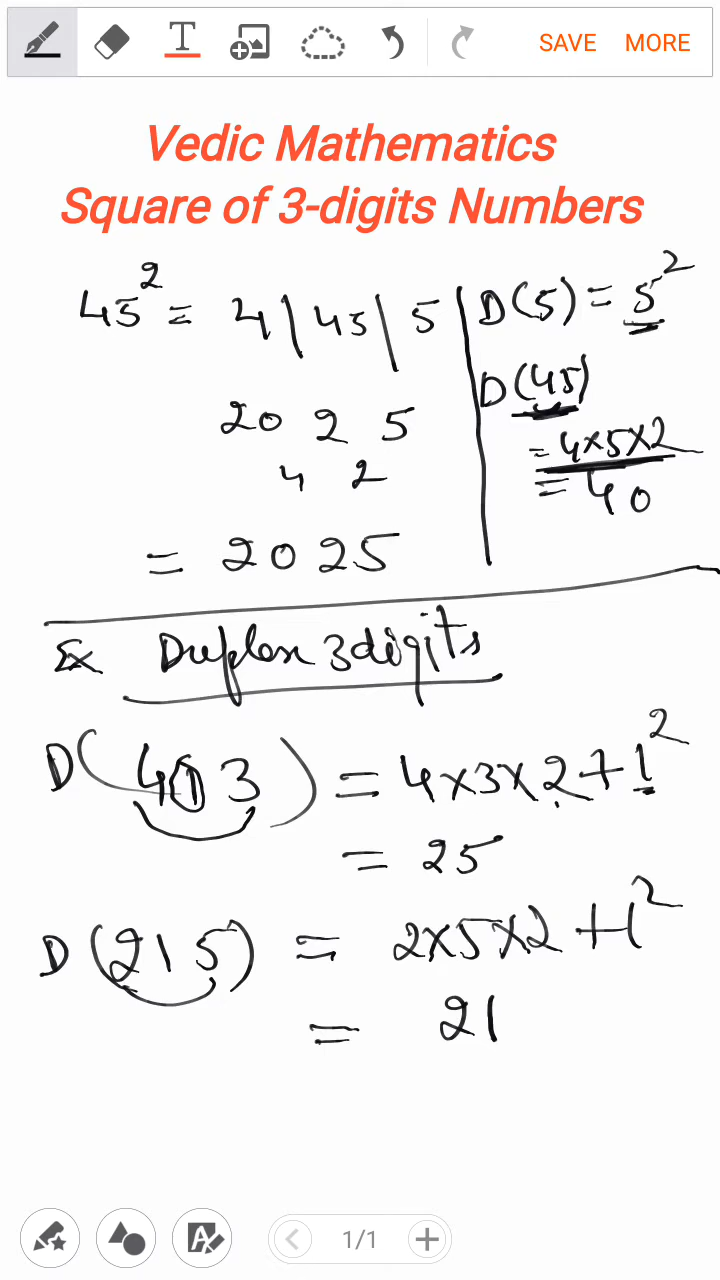 SAVE MORE
Vedic Mathematics
Square of 3-digits Numbers
45² = 4 | 45 | 5
20 2 5
4 2
= 2025
D(5) = 5²
D(45)
= 4×5×2
= 40
Ex Duplex 3digits
D(413) = 4×3×2+1²
= 25
D(215) = 2×5×2+1²
= 21
1/1